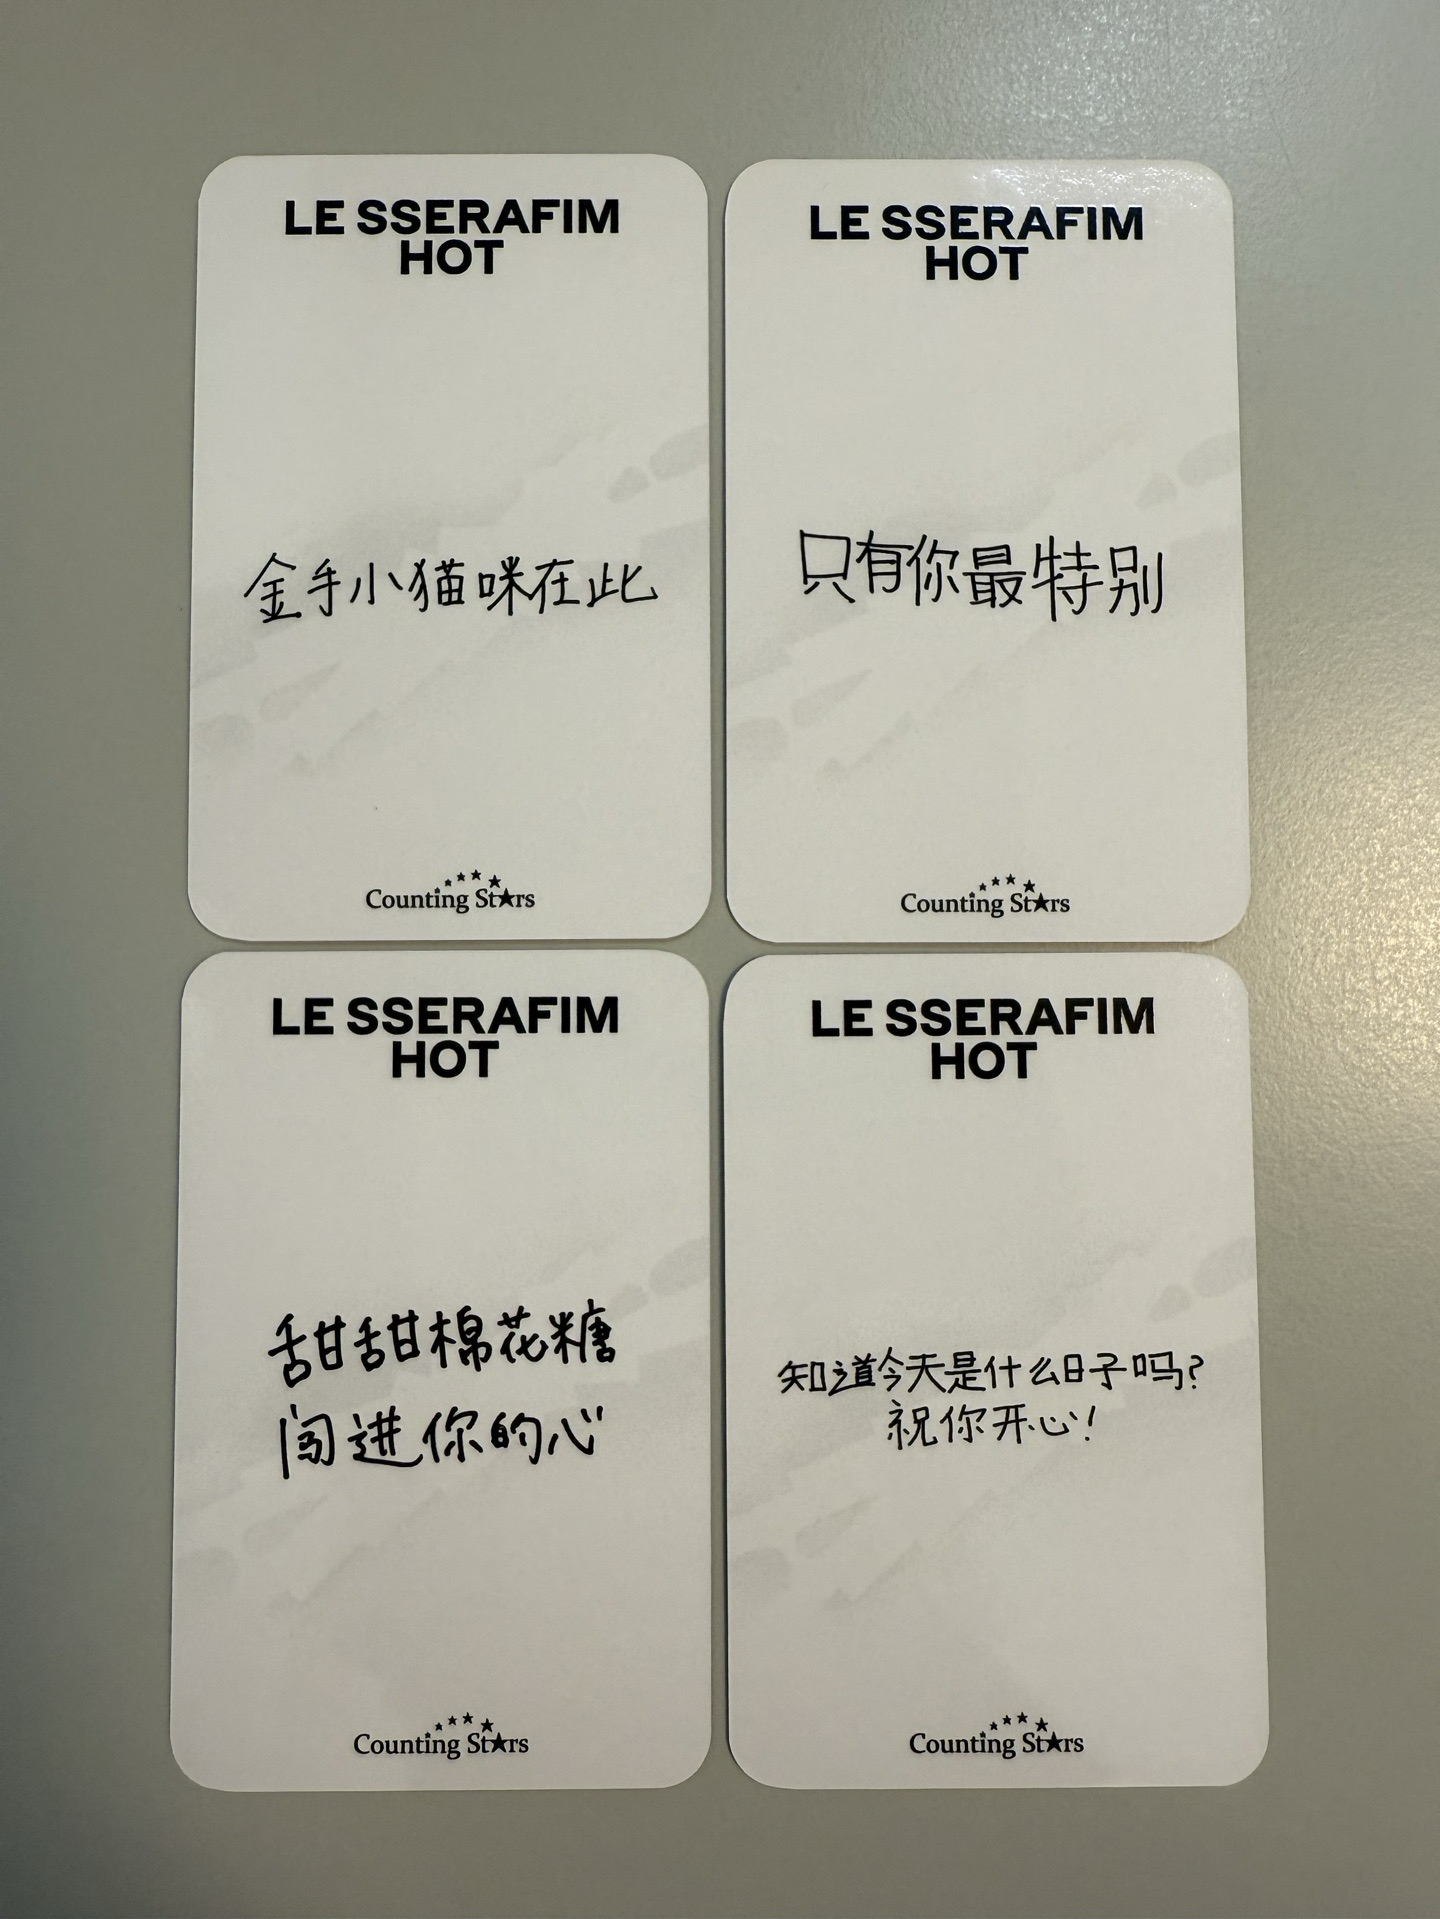 LE SSERAFIM
HOT
金手小猫咪在此
Counting Stars
LE SSERAFIM
HOT
只有你最特别
Counting Stars
LE SSERAFIM
HOT
甜甜棉花糖
闯进你的心
Counting Stars
LE SSERAFIM
HOT
知道今天是什么日子吗?
祝你开心!
Counting Stars